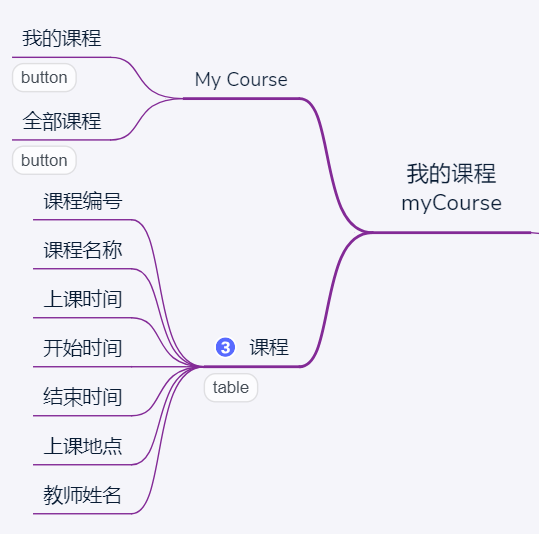 我的课程
button
My Course
全部课程
button
我的课程
myCourse
课程编号
课程名称
上课时间
开始时间
结束时间
上课地点
教师姓名
3 课程
table